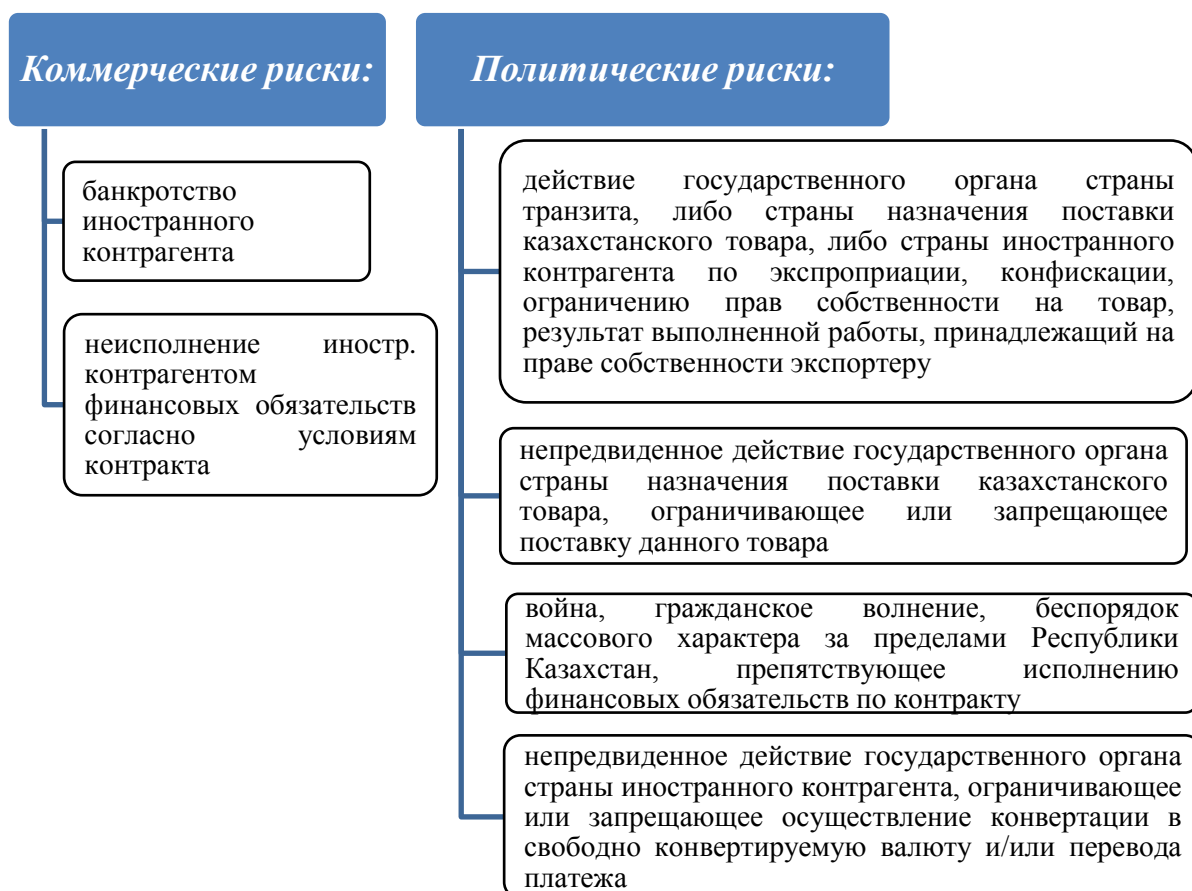 Коммерческие риски:
банкротство
иностранного
контрагента
неисполнение иностр.
контрагентом
финансовых обязательств
согласно условиям
контракта
Политические риски:
действие государственного органа страны
транзита, либо страны назначения поставки
казахстанского товара, либо страны иностранного
контрагента по экспроприации, конфискации,
ограничению прав собственности на товар,
результат выполненной работы, принадлежащий на
праве собственности экспортеру
непредвиденное действие государственного органа
страны назначения поставки казахстанского
товара, ограничивающее или запрещающее
поставку данного товара
война, гражданское волнение, беспорядок
массового характера за пределами Республики
Казахстан, препятствующее исполнению
финансовых обязательств по контракту
непредвиденное действие государственного органа
страны иностранного контрагента, ограничивающее
или запрещающее осуществление конвертации в
свободно конвертируемую валюту и/или перевода
платежа